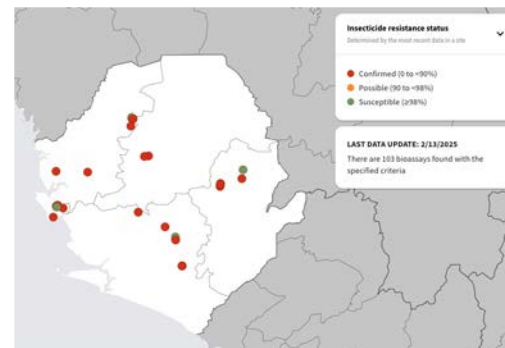 Insecticide resistance status
Determined by the most recent data in a site
Confirmed (0 to <90%)
Possible (90 to <98%)
Susceptible (≥98%)
LAST DATA UPDATE: 2/13/2025
There are 103 bioassays found with the
specified criteria